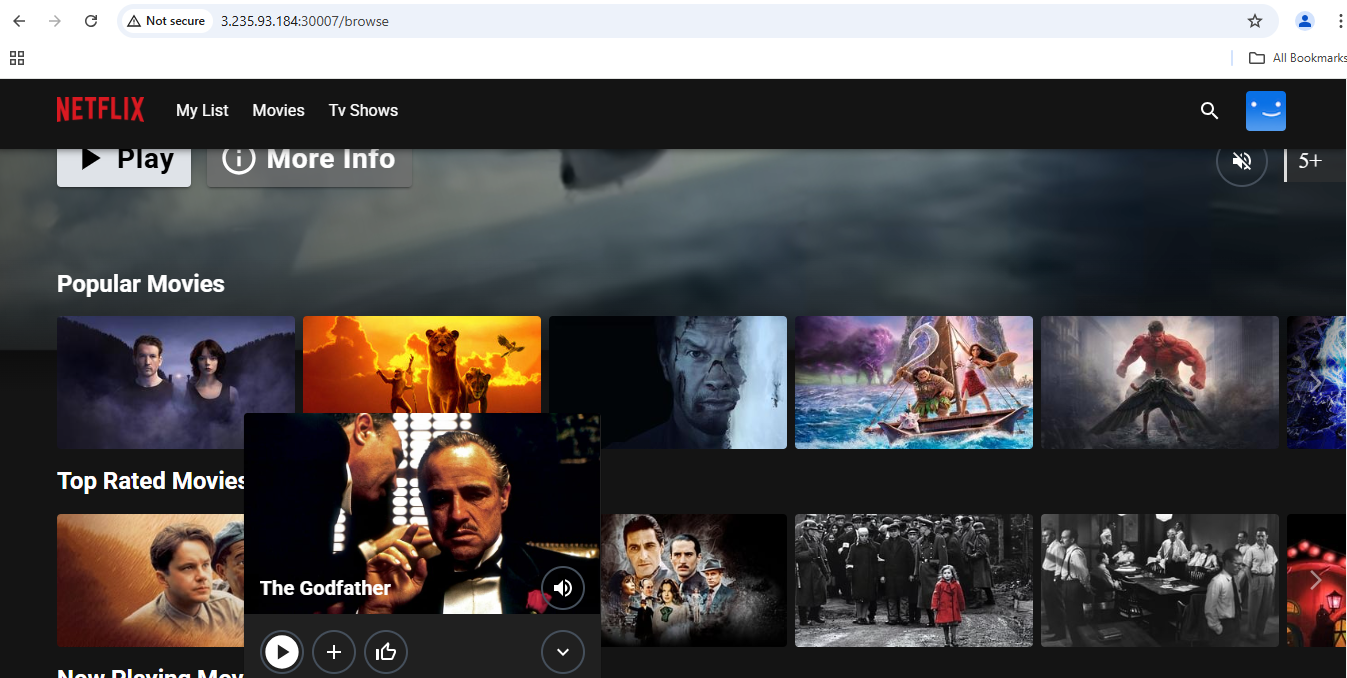 Not secure
3.235.93.184:30007/browse
All Bookmarks
NETFLIX
My List
Movies
Tv Shows
Play
More Info
5+
Popular Movies
Top Rated Movies
The Godfather
Now Playing Mov